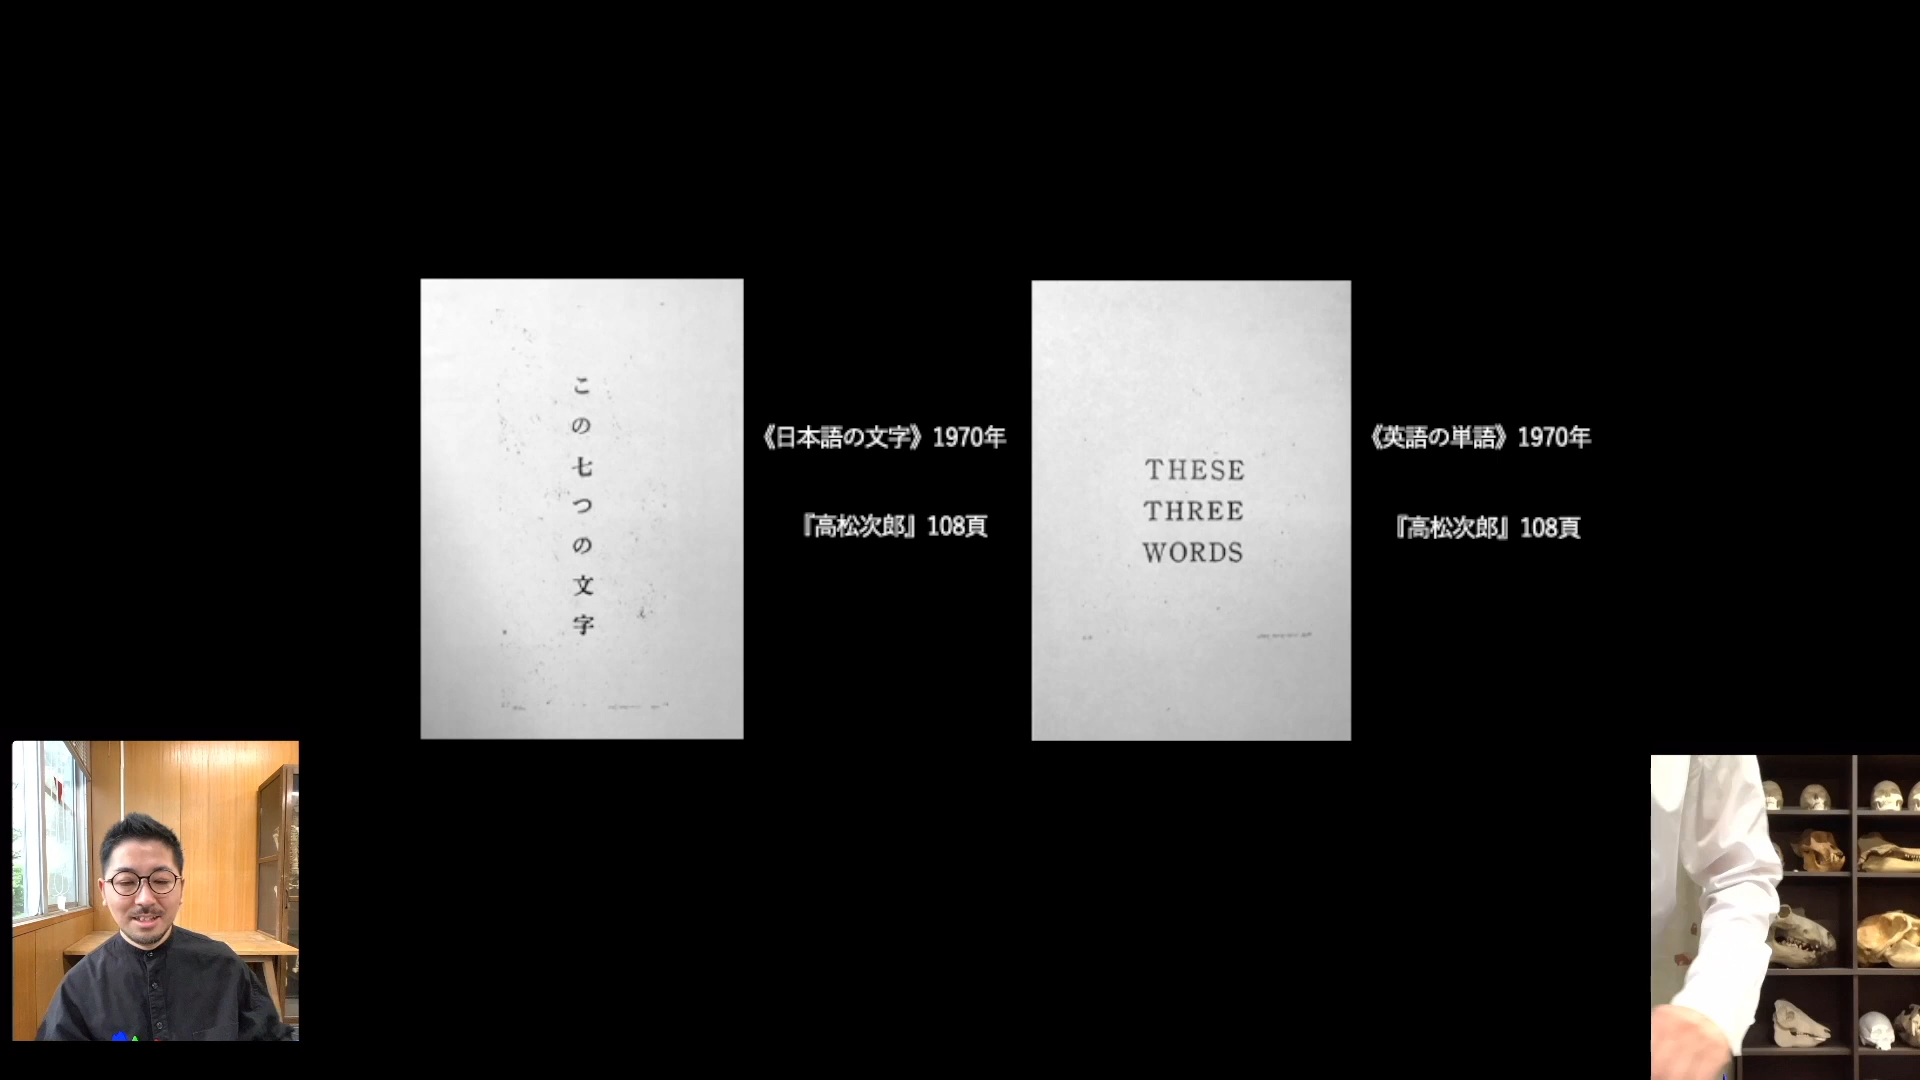 この七つの文字
《日本語の文字》1970年
『高松次郎』108頁
THESE
THREE
WORDS
《英語の単語》1970年
『高松次郎』108頁